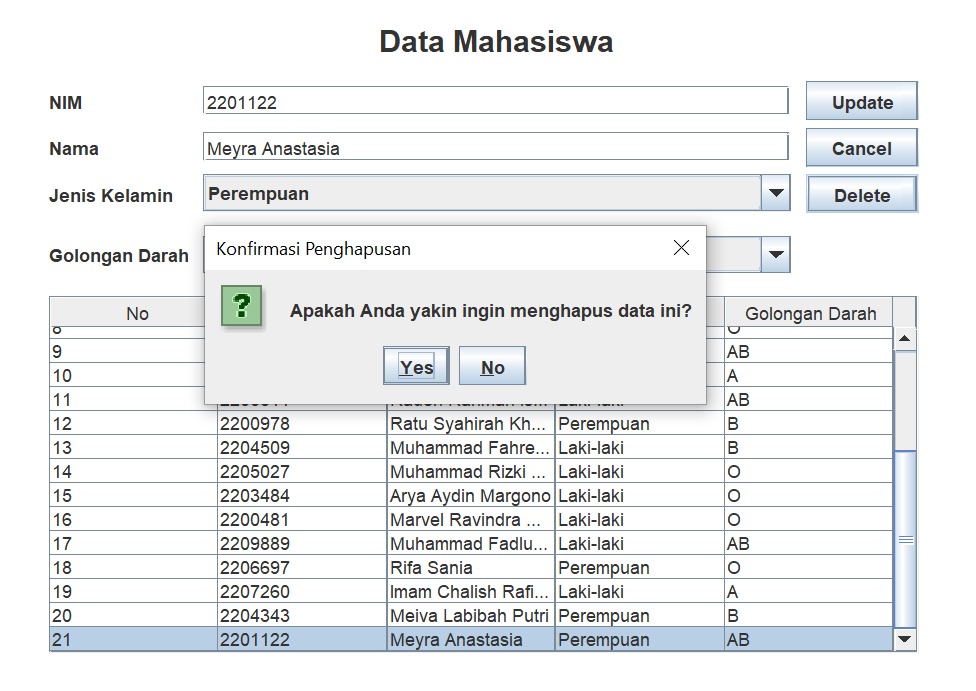 Data Mahasiswa
NIM 2201122 Update
Nama Meyra Anastasia Cancel
Jenis Kelamin Perempuan Delete
Golongan Darah
Konfirmasi Penghapusan
Apakah Anda yakin ingin menghapus data ini?
Yes No
No Golongan Darah
8 O
9 AB
10 A
11 AB
12 2200978 Ratu Syahirah Kh... Perempuan B
13 2204509 Muhammad Fahre... Laki-laki B
14 2205027 Muhammad Rizki ... Laki-laki O
15 2203484 Arya Aydin Margono Laki-laki O
16 2200481 Marvel Ravindra ... Laki-laki O
17 2209889 Muhammad Fadlu... Laki-laki AB
18 2206697 Rifa Sania Perempuan O
19 2207260 Imam Chalish Rafi... Laki-laki A
20 2204343 Meiva Labibah Putri Perempuan B
21 2201122 Meyra Anastasia Perempuan AB